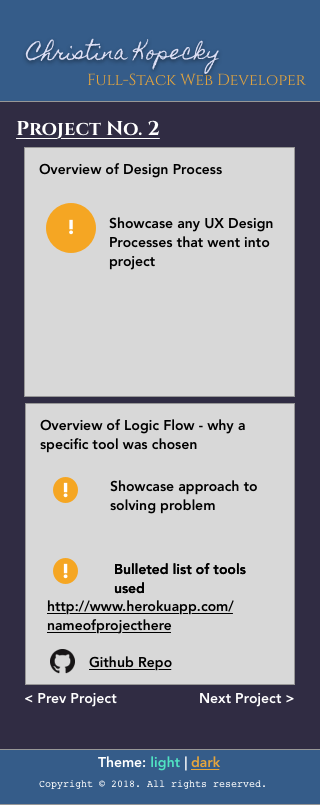 Christina Kopecky
Full-Stack Web Developer
Project No. 2
Overview of Design Process
!
Showcase any UX Design
Processes that went into
project
Overview of Logic Flow - why a
specific tool was chosen
!
Showcase approach to
solving problem
!
Bulleted list of tools
used
http://www.herokuapp.com/
nameofprojecthere
Github Repo
< Prev Project Next Project >
Theme: light | dark
Copyright © 2018. All rights reserved.